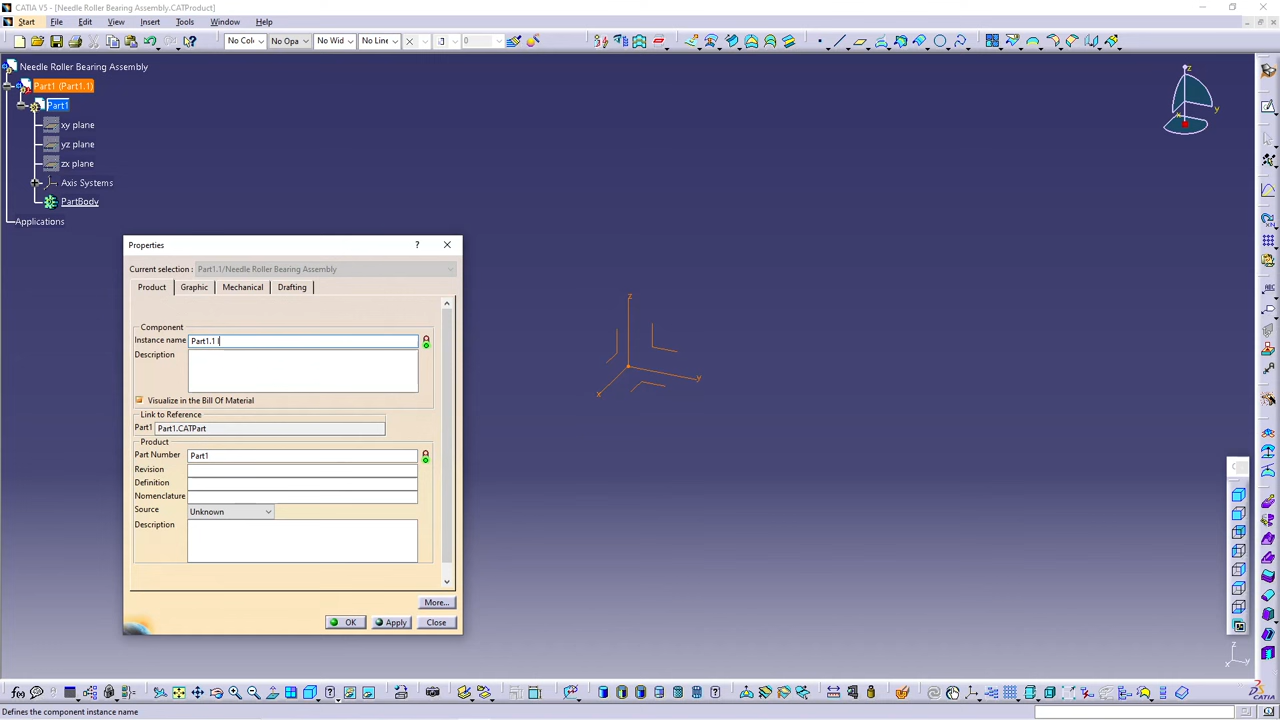 CATIA V5 - [Needle Roller Bearing Assembly.CATProduct]
Start File Edit View Insert Tools Window Help
No Col No Opa No Wid No Line 0
Needle Roller Bearing Assembly
Part1 (Part1.1)
Part1
xy plane
yz plane
zx plane
Axis Systems
PartBody
Applications
z
y
x
z
y
x
Properties ? ×
Current selection : Part1.1/Needle Roller Bearing Assembly
Product Graphic Mechanical Drafting
Component
Instance name Part1.1
Description
Visualize in the Bill Of Material
Link to Reference
Part1 Part1.CATPart
Product
Part Number Part1
Revision
Definition
Nomenclature
Source Unknown
Description
More...
OK Apply Close
z
y
f(x)
CATIA
Defines the component instance name